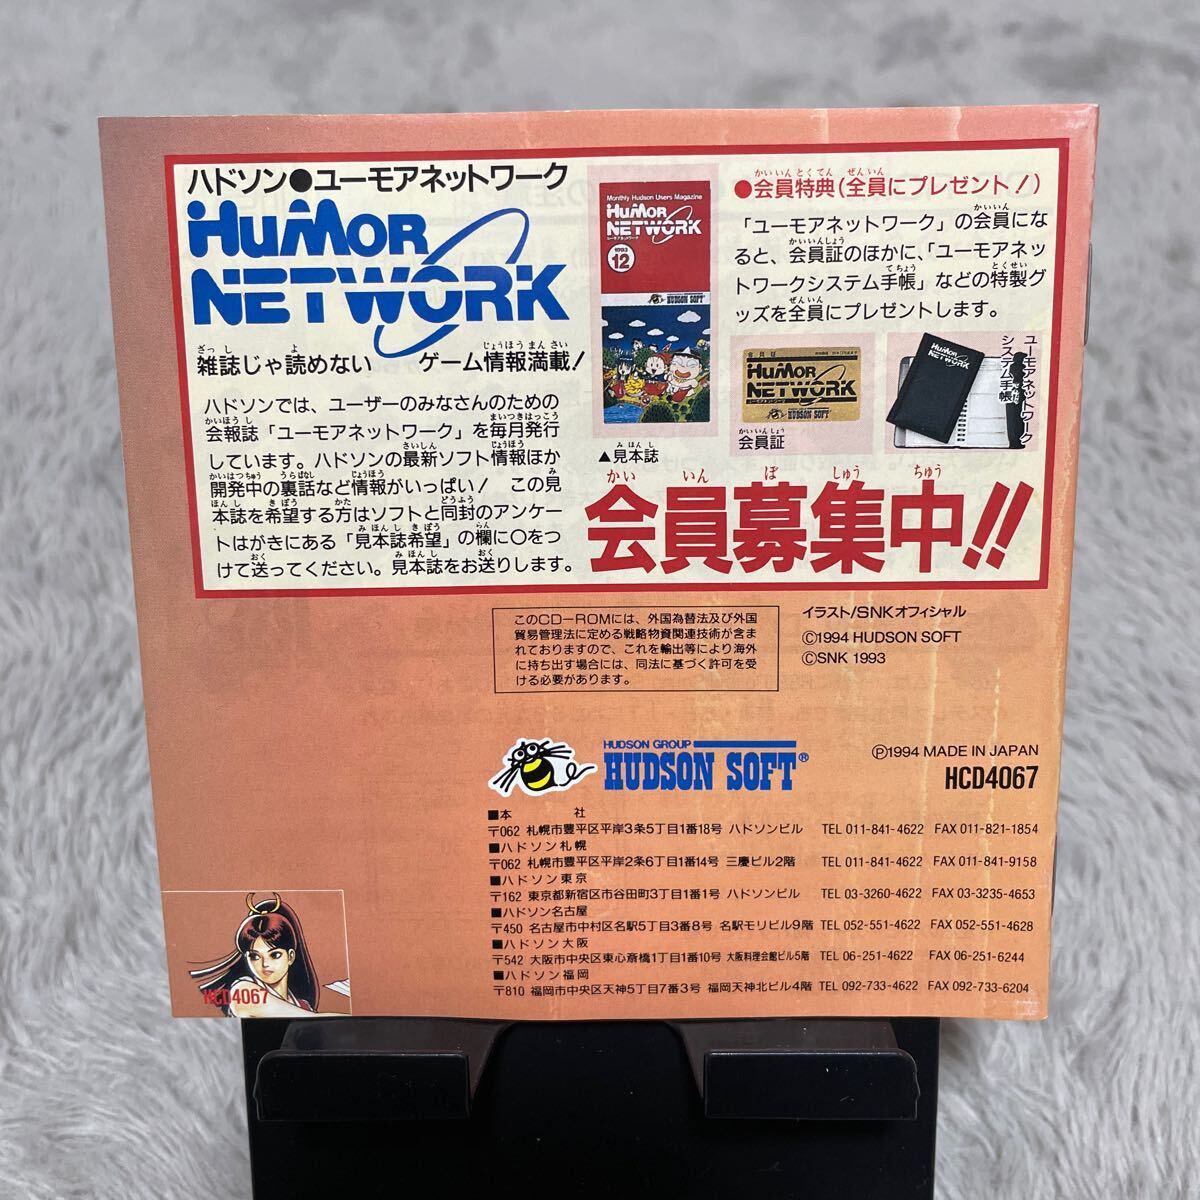 ハドソン●ユーモアネットワーク
HuMOR
NETWORK
雑誌じゃ読めない ゲーム情報満載!
ハドソンでは、ユーザーのみなさんのための
会報誌「ユーモアネットワーク」を毎月発行
しています。ハドソンの最新ソフト情報ほか
開発中の裏話など情報がいっぱい! この見
本誌を希望する方はソフトと同封のアンケー
トはがきにある「見本誌希望」の欄に○をつ
けて送ってください。見本誌をお送りします。
Monthly Hudson Users Magazine
HuMOR
NETWORK
ユーモアネットワーク
1993
12
HUDSON SOFT
▲見本誌
●会員特典(全員にプレゼント!)
「ユーモアネットワーク」の会員にな
ると、会員証のほかに、「ユーモアネッ
トワークシステム手帳」などの特製グ
ッズを全員にプレゼントします。
会員証
HuMOR
NETWORK
ユーモアネットワーク
HUDSON SOFT
会員証
HuMOR
NETWORK
ユーモアネットワーク
システム手帳
会員募集中!!
このCD-ROMには、外国為替法及び外国
貿易管理法に定める戦略物資関連技術が含ま
れておりますので、これを輸出等により海外
に持ち出す場合には、同法に基づく許可を受
ける必要があります。
イラスト/SNKオフィシャル
©1994 HUDSON SOFT
©SNK 1993
HUDSON GROUP
HUDSON SOFT®
Ⓟ1994 MADE IN JAPAN
HCD4067
■本 社
〒062 札幌市豊平区平岸3条5丁目1番18号 ハドソンビル TEL 011-841-4622 FAX 011-821-1854
■ハドソン札幌
〒062 札幌市豊平区平岸2条6丁目1番14号 三慶ビル2階 TEL 011-841-4622 FAX 011-841-9158
■ハドソン東京
〒162 東京都新宿区市谷田町3丁目1番1号 ハドソンビル TEL 03-3260-4622 FAX 03-3235-4653
■ハドソン名古屋
〒450 名古屋市中村区名駅5丁目3番8号 名駅モリビル9階 TEL 052-551-4622 FAX 052-551-4628
■ハドソン大阪
〒542 大阪市中央区東心斎橋1丁目1番10号 大阪料理会館ビル5階 TEL 06-251-4622 FAX 06-251-6244
■ハドソン福岡
〒810 福岡市中央区天神5丁目7番3号 福岡天神北ビル4階 TEL 092-733-4622 FAX 092-733-6204
HCD4067